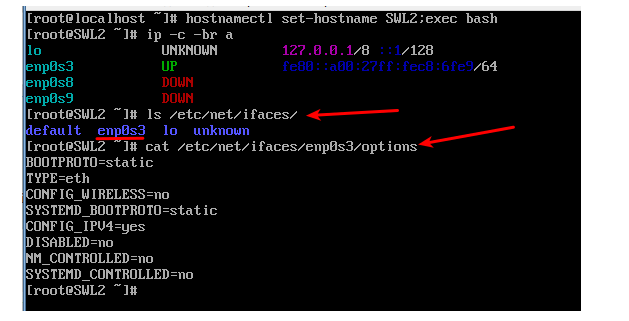 [root@localhost ~]# hostnamectl set-hostname SWL2;exec bash
[root@SWL2 ~]# ip -c -br a
lo UNKNOWN 127.0.0.1/8 ::1/128
enp0s3 UP fe80::a00:27ff:fec0:6fe9/64
enp0s8 DOWN
enp0s9 DOWN
[root@SWL2 ~]# ls /etc/net/ifaces/
default enp0s3 lo unknown
[root@SWL2 ~]# cat /etc/net/ifaces/enp0s3/options
BOOTPROTO=static
TYPE=eth
CONFIG_WIRELESS=no
SYSTEMD_BOOTPROTO=static
CONFIG_IPV4=yes
DISABLED=no
NM_CONTROLLED=no
SYSTEMD_CONTROLLED=no
[root@SWL2 ~]#